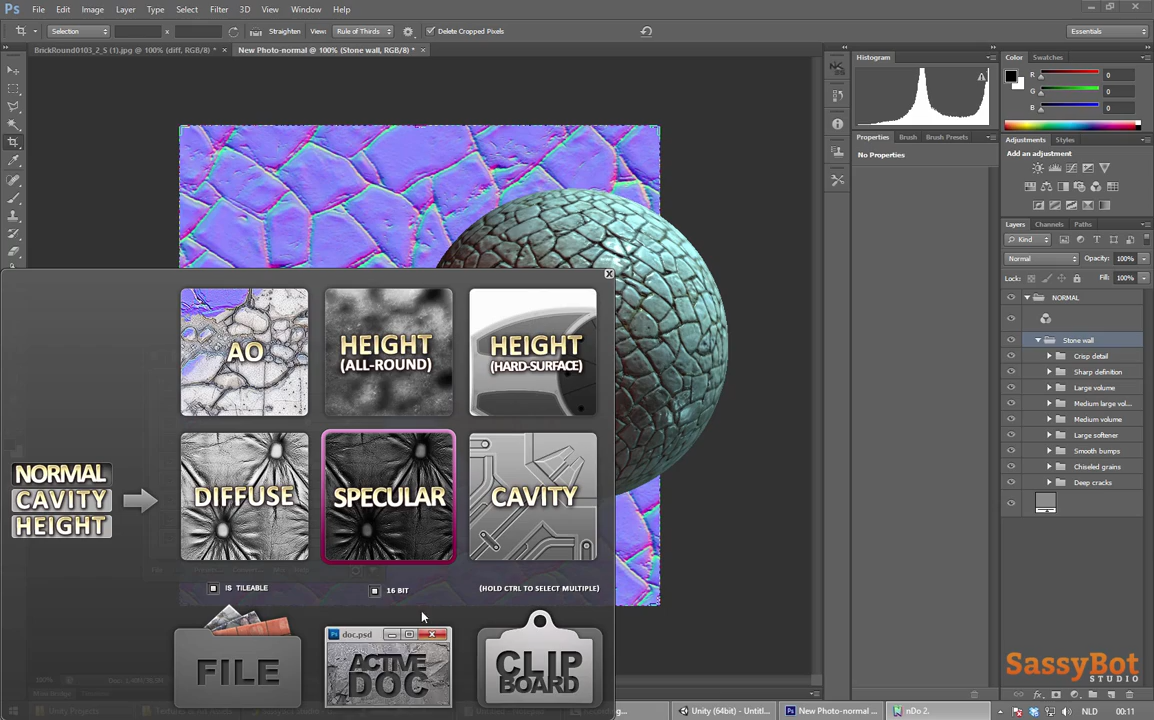 Ps File Edit Image Layer Type Select Filter 3D View Window Help
Selection Straighten View: Rule of Thirds Delete Cropped Pixels Essentials
BrickRound0103_2_S (1).jpg @ 100% (diff, RGB/8) * × New Photo-normal @ 100% (Stone wall, RGB/8) * ×
Histogram
Color Swatches
R 0
G 0
B 0
Properties Brush Brush Presets
No Properties
Adjustments Styles
Add an adjustment
Layers Channels Paths
Kind
Normal Opacity: 100%
Lock: Fill: 100%
NORMAL
Stone wall
Crisp detail
Sharp definition
Large volume
Medium large vol...
Medium volume
Large softener
Smooth bumps
Chiseled grains
Deep cracks
AO
HEIGHT
(ALL-ROUND)
HEIGHT
(HARD-SURFACE)
NORMAL
CAVITY
HEIGHT
DIFFUSE
SPECULAR
CAVITY
IS TILEABLE
16 BIT
(HOLD CTRL TO SELECT MULTIPLE)
FILE
doc.psd
ACTIVE
DOC
CLIP
BOARD
SassyBot
STUDIO
Unity (64bit) - Untitl...
New Photo-normal ...
nDo 2.
NLD
00:11